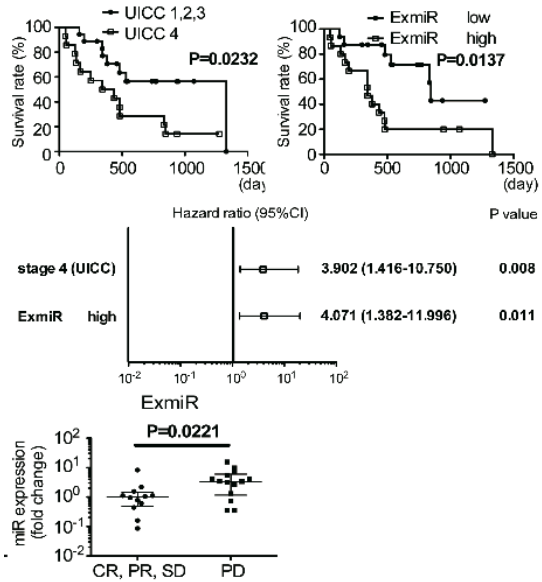 UICC 1,2,3
UICC 4
P=0.0232
Survival rate (%)
100
80
60
40
20
0
0 500 1000 1500
(day)
ExmiR low
ExmiR high
P=0.0137
Survival rate (%)
100
80
60
40
20
0
0 500 1000 1500
(day)
Hazard ratio (95%CI) P value
stage 4 (UICC) 3.902 (1.416-10.750) 0.008
ExmiR high 4.071 (1.382-11.996) 0.011
10-2 10-1 100 101 102
ExmiR
P=0.0221
miR expression
(fold change)
102
101
100
10-1
10-2
CR, PR, SD PD